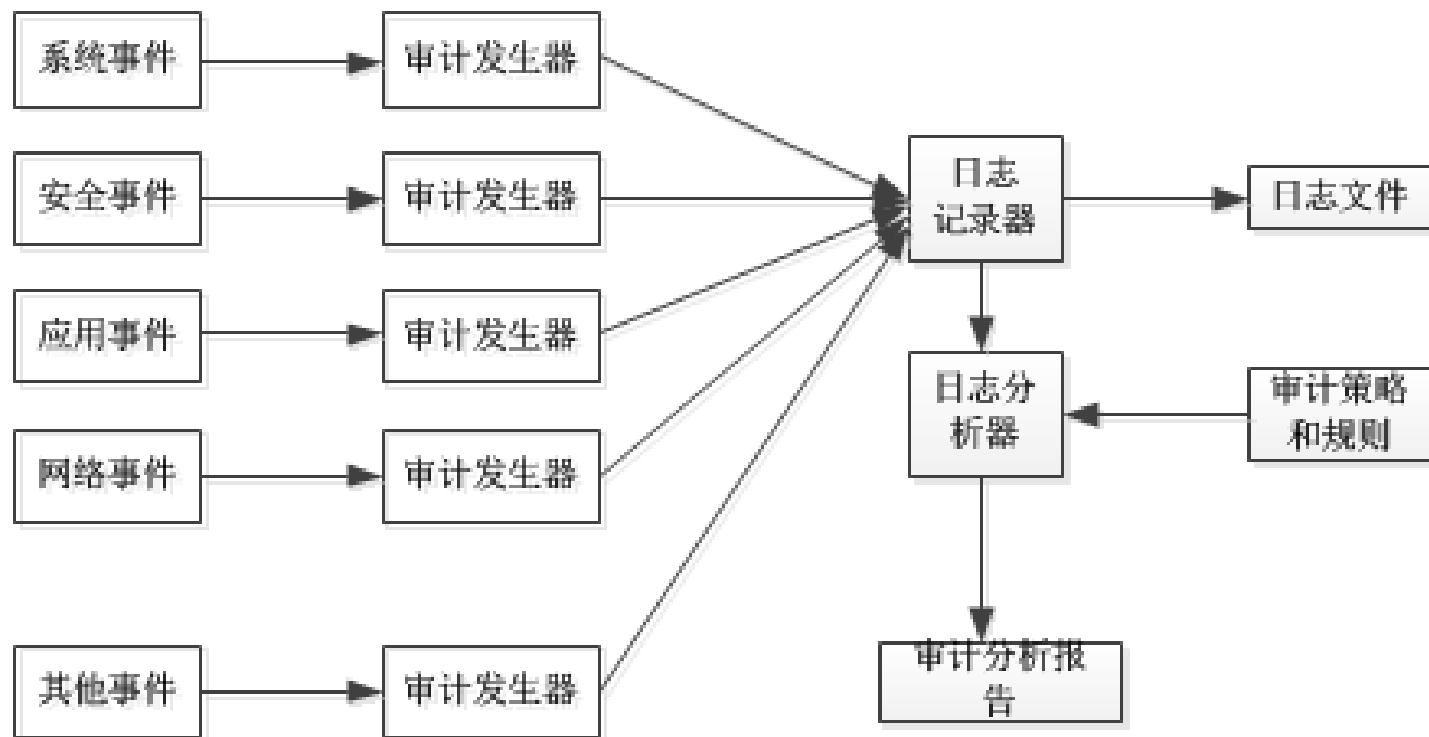 系统事件
审计发生器
安全事件
审计发生器
日志
记录器
日志文件
应用事件
审计发生器
日志分
析器
审计策略
和规则
网络事件
审计发生器
其他事件
审计发生器
审计分析报
告